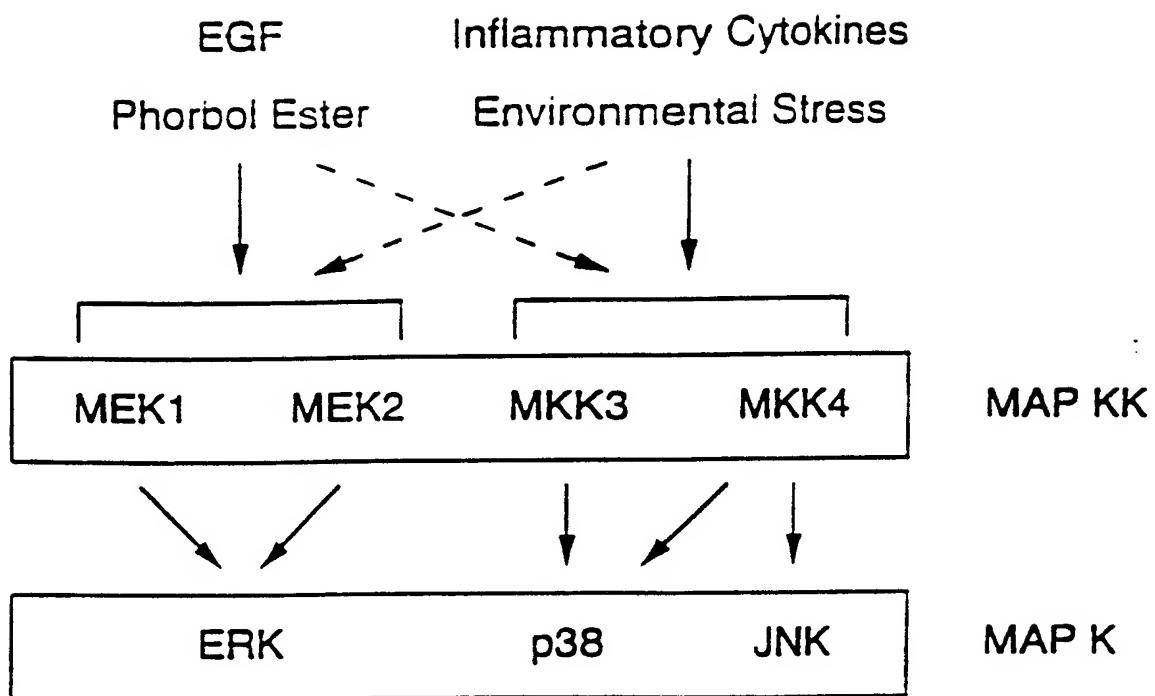 EGF Inflammatory Cytokines
Phorbol Ester Environmental Stress
MEK1 MEK2 MKK3 MKK4 MAP KK
ERK p38 JNK MAP K